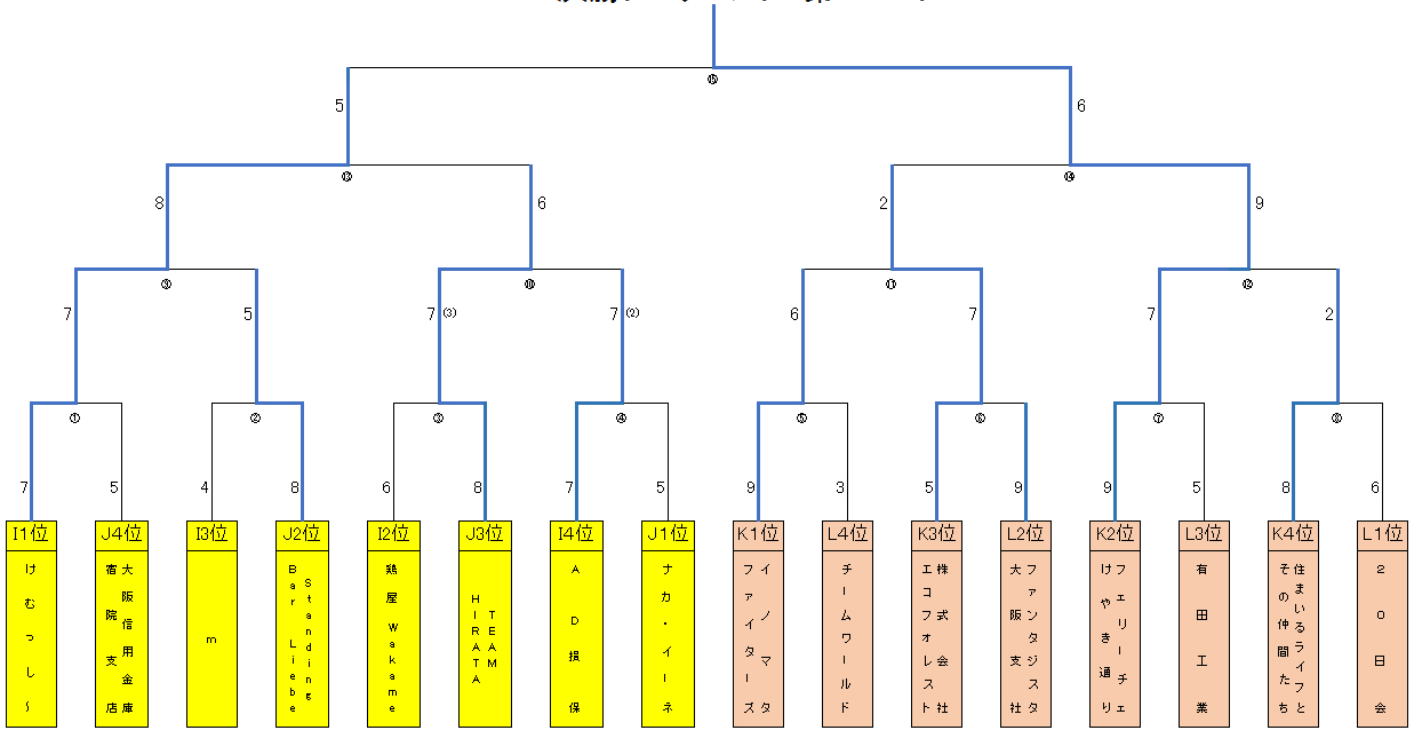 ⑮
5
6
⑬
⑭
8
6
2
9
⑨
⑩
⑪
⑫
7
5
7
(3)
7
(2)
6
7
7
2
①
②
③
④
⑤
⑥
⑦
⑧
7
5
4
8
6
8
7
5
9
3
5
9
9
5
8
6
I1位
J4位
I3位
J2位
I2位
J3位
I4位
J1位
K1位
L4位
K3位
L2位
K2位
L3位
K4位
L1位
けむっし~
大阪信用金庫
宿院支店
m
Standing
Bar Liebe
鶏屋Wakame
TEAM
HIRATA
AD損保
ナカ・イーネ
イノマタ
ファイターズ
チームワールド
株式会社
エコフォレスト
ファンタジスタ
大阪支社
フェリーチェ
けやき通り
有田工業
住まいるライフと
その仲間たち
20日会